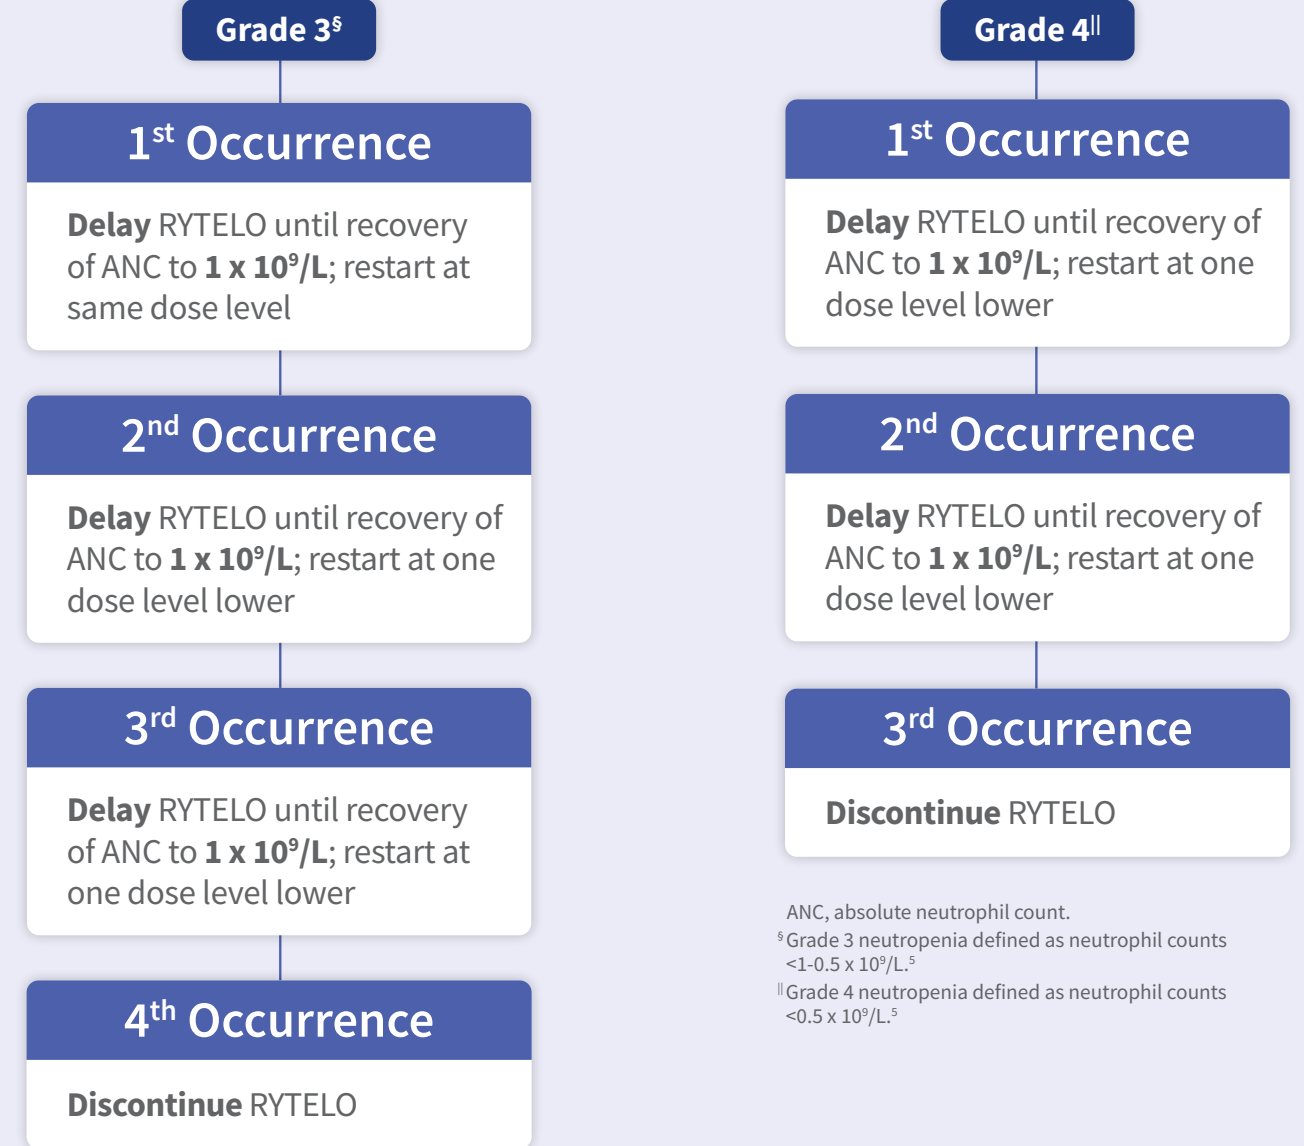 Grade 3§
1st Occurrence
Delay RYTELO until recovery
of ANC to 1 x 10⁹/L; restart at
same dose level
2nd Occurrence
Delay RYTELO until recovery of
ANC to 1 x 10⁹/L; restart at one
dose level lower
3rd Occurrence
Delay RYTELO until recovery
of ANC to 1 x 10⁹/L; restart at
one dose level lower
4th Occurrence
Discontinue RYTELO
Grade 4||
1st Occurrence
Delay RYTELO until recovery of
ANC to 1 x 10⁹/L; restart at one
dose level lower
2nd Occurrence
Delay RYTELO until recovery of
ANC to 1 x 10⁹/L; restart at one
dose level lower
3rd Occurrence
Discontinue RYTELO
ANC, absolute neutrophil count.
§Grade 3 neutropenia defined as neutrophil counts
<1-0.5 x 10⁹/L.⁵
||Grade 4 neutropenia defined as neutrophil counts
<0.5 x 10⁹/L.⁵